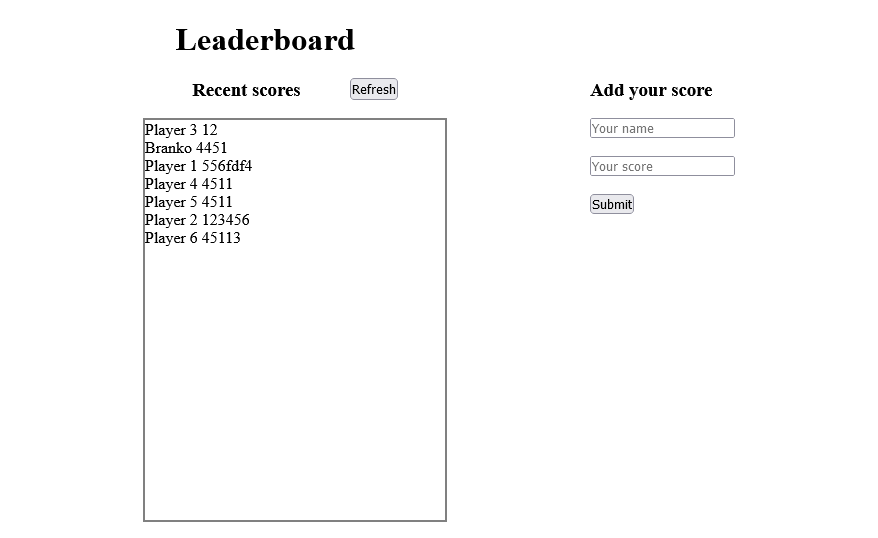 Leaderboard
Recent scores
Refresh
Player 3 12
Branko 4451
Player 1 556fdf4
Player 4 4511
Player 5 4511
Player 2 123456
Player 6 45113
Add your score
Your name
Your score
Submit